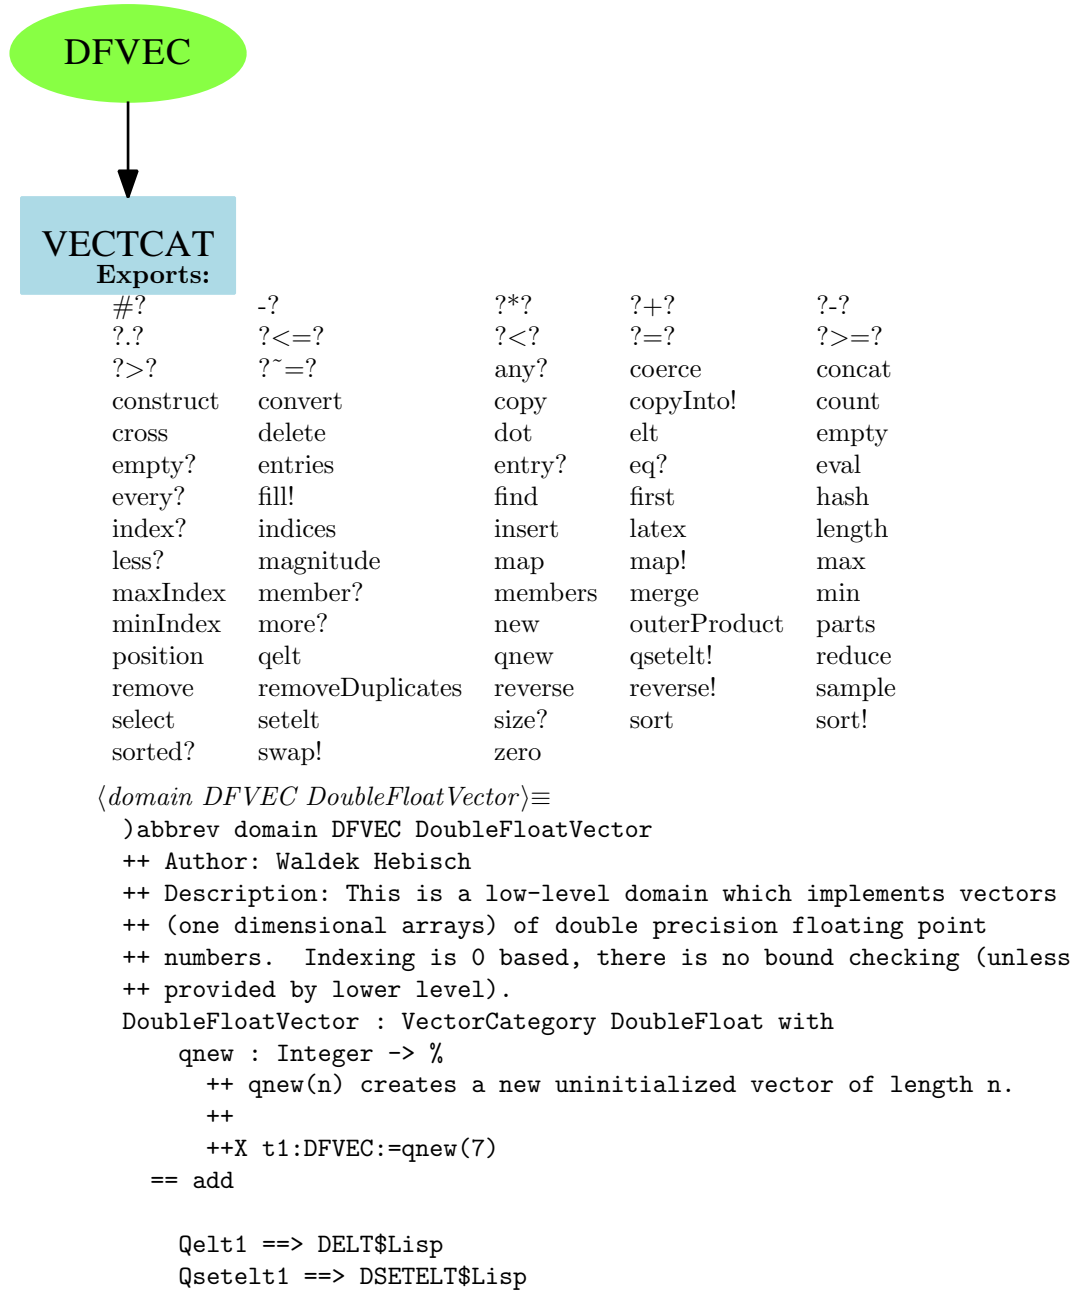 DFVEC
VECTCAT
Exports:
#? -? ?*? ?+? ?-?
?.? ?<=? ?<? ?=? ?>=?
?>? ?˜=? any? coerce concat
construct convert copy copyInto! count
cross delete dot elt empty
empty? entries entry? eq? eval
every? fill! find first hash
index? indices insert latex length
less? magnitude map map! max
maxIndex member? members merge min
minIndex more? new outerProduct parts
position qelt qnew qsetelt! reduce
remove removeDuplicates reverse reverse! sample
select setelt size? sort sort!
sorted? swap! zero
⟨domain DFVEC DoubleFloatVector⟩≡
)abbrev domain DFVEC DoubleFloatVector
++ Author: Waldek Hebisch
++ Description: This is a low-level domain which implements vectors
++ (one dimensional arrays) of double precision floating point
++ numbers.  Indexing is 0 based, there is no bound checking (unless
++ provided by lower level).
DoubleFloatVector : VectorCategory DoubleFloat with
qnew : Integer -> %
++ qnew(n) creates a new uninitialized vector of length n.
++
++X t1:DFVEC:=qnew(7)
== add
Qelt1 ==> DELT$Lisp
Qsetelt1 ==> DSETELT$Lisp